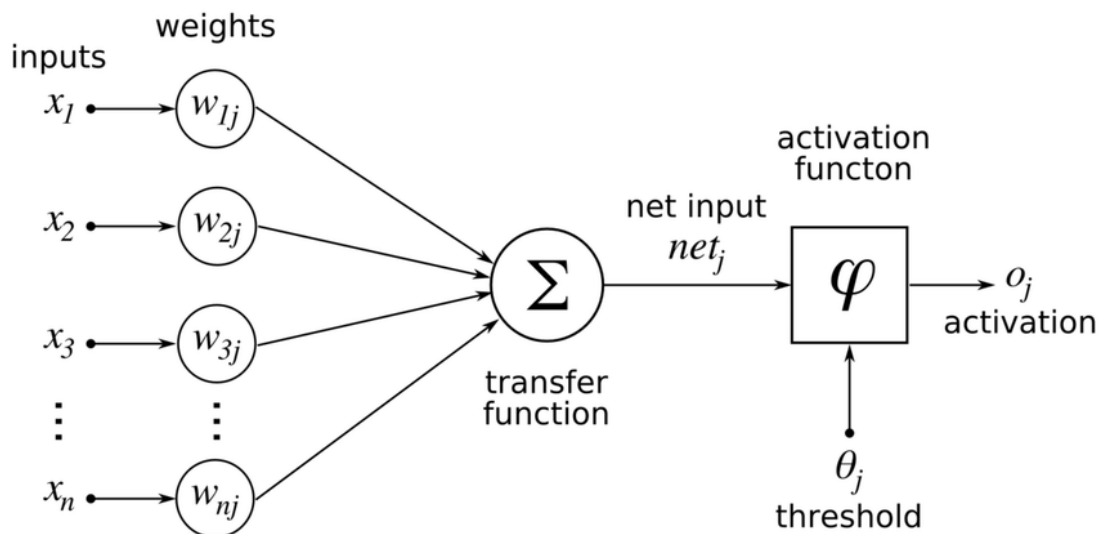 weights
inputs
x1
w1j
x2
w2j
x3
w3j
⋮
⋮
xn
wnj
Σ
transfer
function
net input
netj
activation
functon
φ
oj
activation
θj
threshold